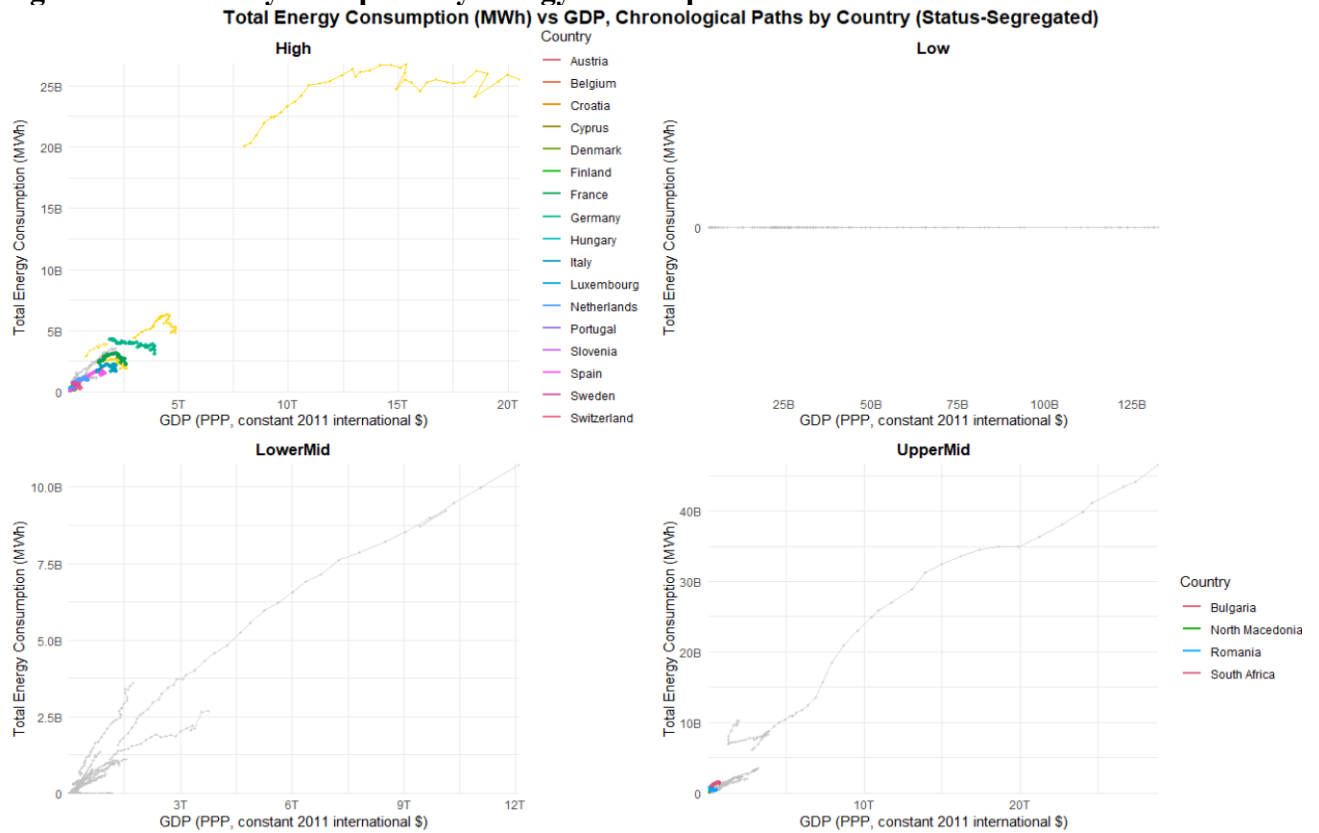 Total Energy Consumption (MWh) vs GDP, Chronological Paths by Country (Status-Segregated)
High
Total Energy Consumption (MWh)
25B
20B
15B
10B
5B
0
5T
10T
15T
20T
GDP (PPP, constant 2011 international $)
Country
Austria
Belgium
Croatia
Cyprus
Denmark
Finland
France
Germany
Hungary
Italy
Luxembourg
Netherlands
Portugal
Slovenia
Spain
Sweden
Switzerland
Low
Total Energy Consumption (MWh)
0
25B
50B
75B
100B
125B
GDP (PPP, constant 2011 international $)
LowerMid
Total Energy Consumption (MWh)
10.0B
7.5B
5.0B
2.5B
0
3T
6T
9T
12T
GDP (PPP, constant 2011 international $)
UpperMid
Total Energy Consumption (MWh)
40B
30B
20B
10B
0
10T
20T
GDP (PPP, constant 2011 international $)
Country
Bulgaria
North Macedonia
Romania
South Africa